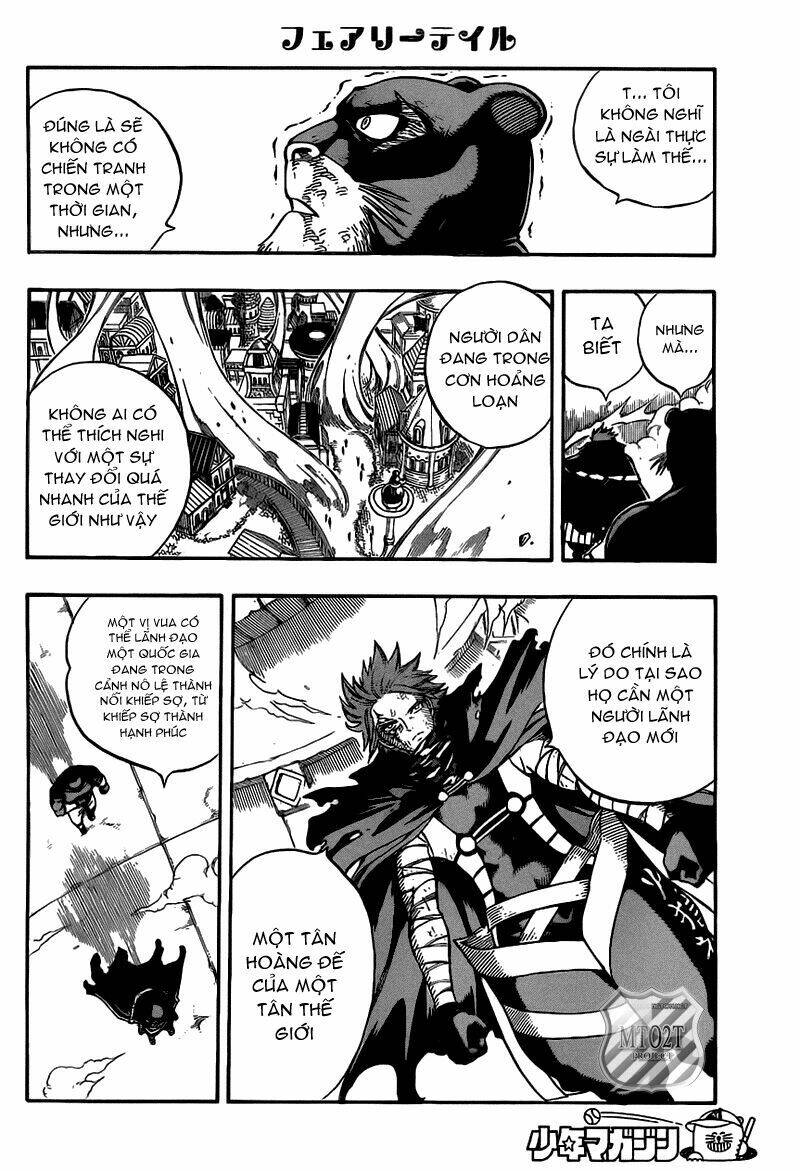 フェアリーテイル
T... TÔI
KHÔNG NGHĨ
LÀ NGÀI THỰC
SỰ LÀM THẾ...
ĐÚNG LÀ SẼ
KHÔNG CÓ
CHIẾN TRANH
TRONG MỘT
THỜI GIAN,
NHƯNG...
NHƯNG
MÀ...
TA
BIẾT
NGƯỜI DÂN
ĐANG TRONG
CƠN HOẢNG
LOẠN
KHÔNG AI CÓ
THỂ THÍCH NGHI
VỚI MỘT SỰ
THAY ĐỔI QUÁ
NHANH CỦA THẾ
GIỚI NHƯ VẬY
ĐÓ CHÍNH LÀ
LÝ DO TẠI SAO
HỌ CẦN MỘT
NGƯỜI LÃNH
ĐẠO MỚI
MỘT TÂN
HOÀNG ĐẾ
CỦA MỘT
TÂN THẾ
GIỚI
MỘT VỊ VUA CÓ
THỂ LÃNH ĐẠO
MỘT QUỐC GIA
ĐANG TRONG
CẢNH NÔ LỆ THÀNH
NỖI KHIẾP SỢ, TỪ
KHIẾP SỢ THÀNH
HẠNH PHÚC
MT02T
PROJECT
少年マガジン